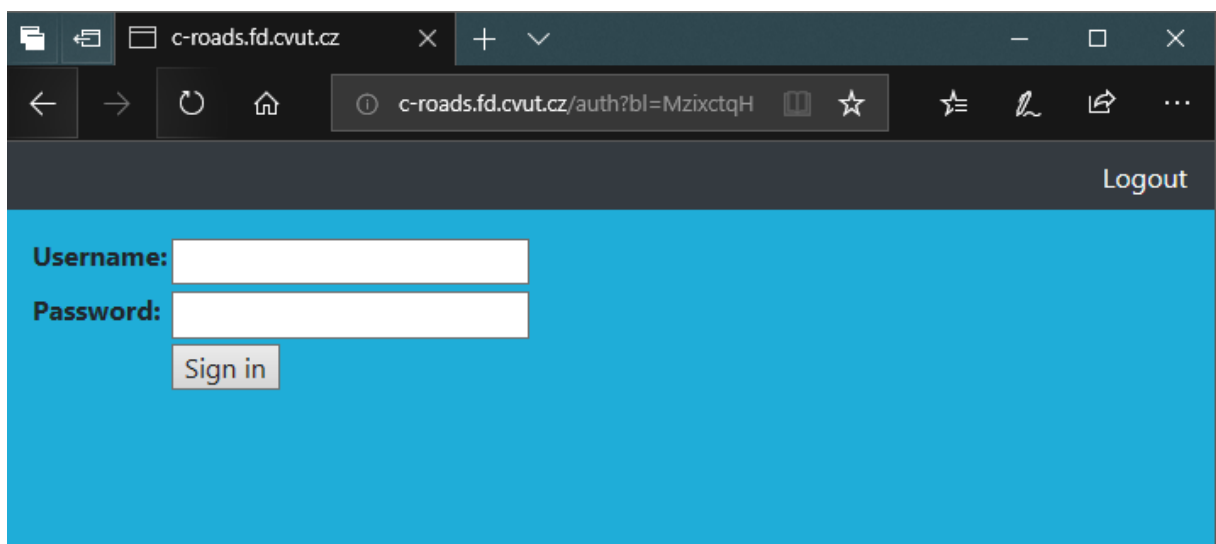 c-roads.fd.cvut.cz
c-roads.fd.cvut.cz/auth?bl=MzixctqH
Logout
Username:
Password:
Sign in